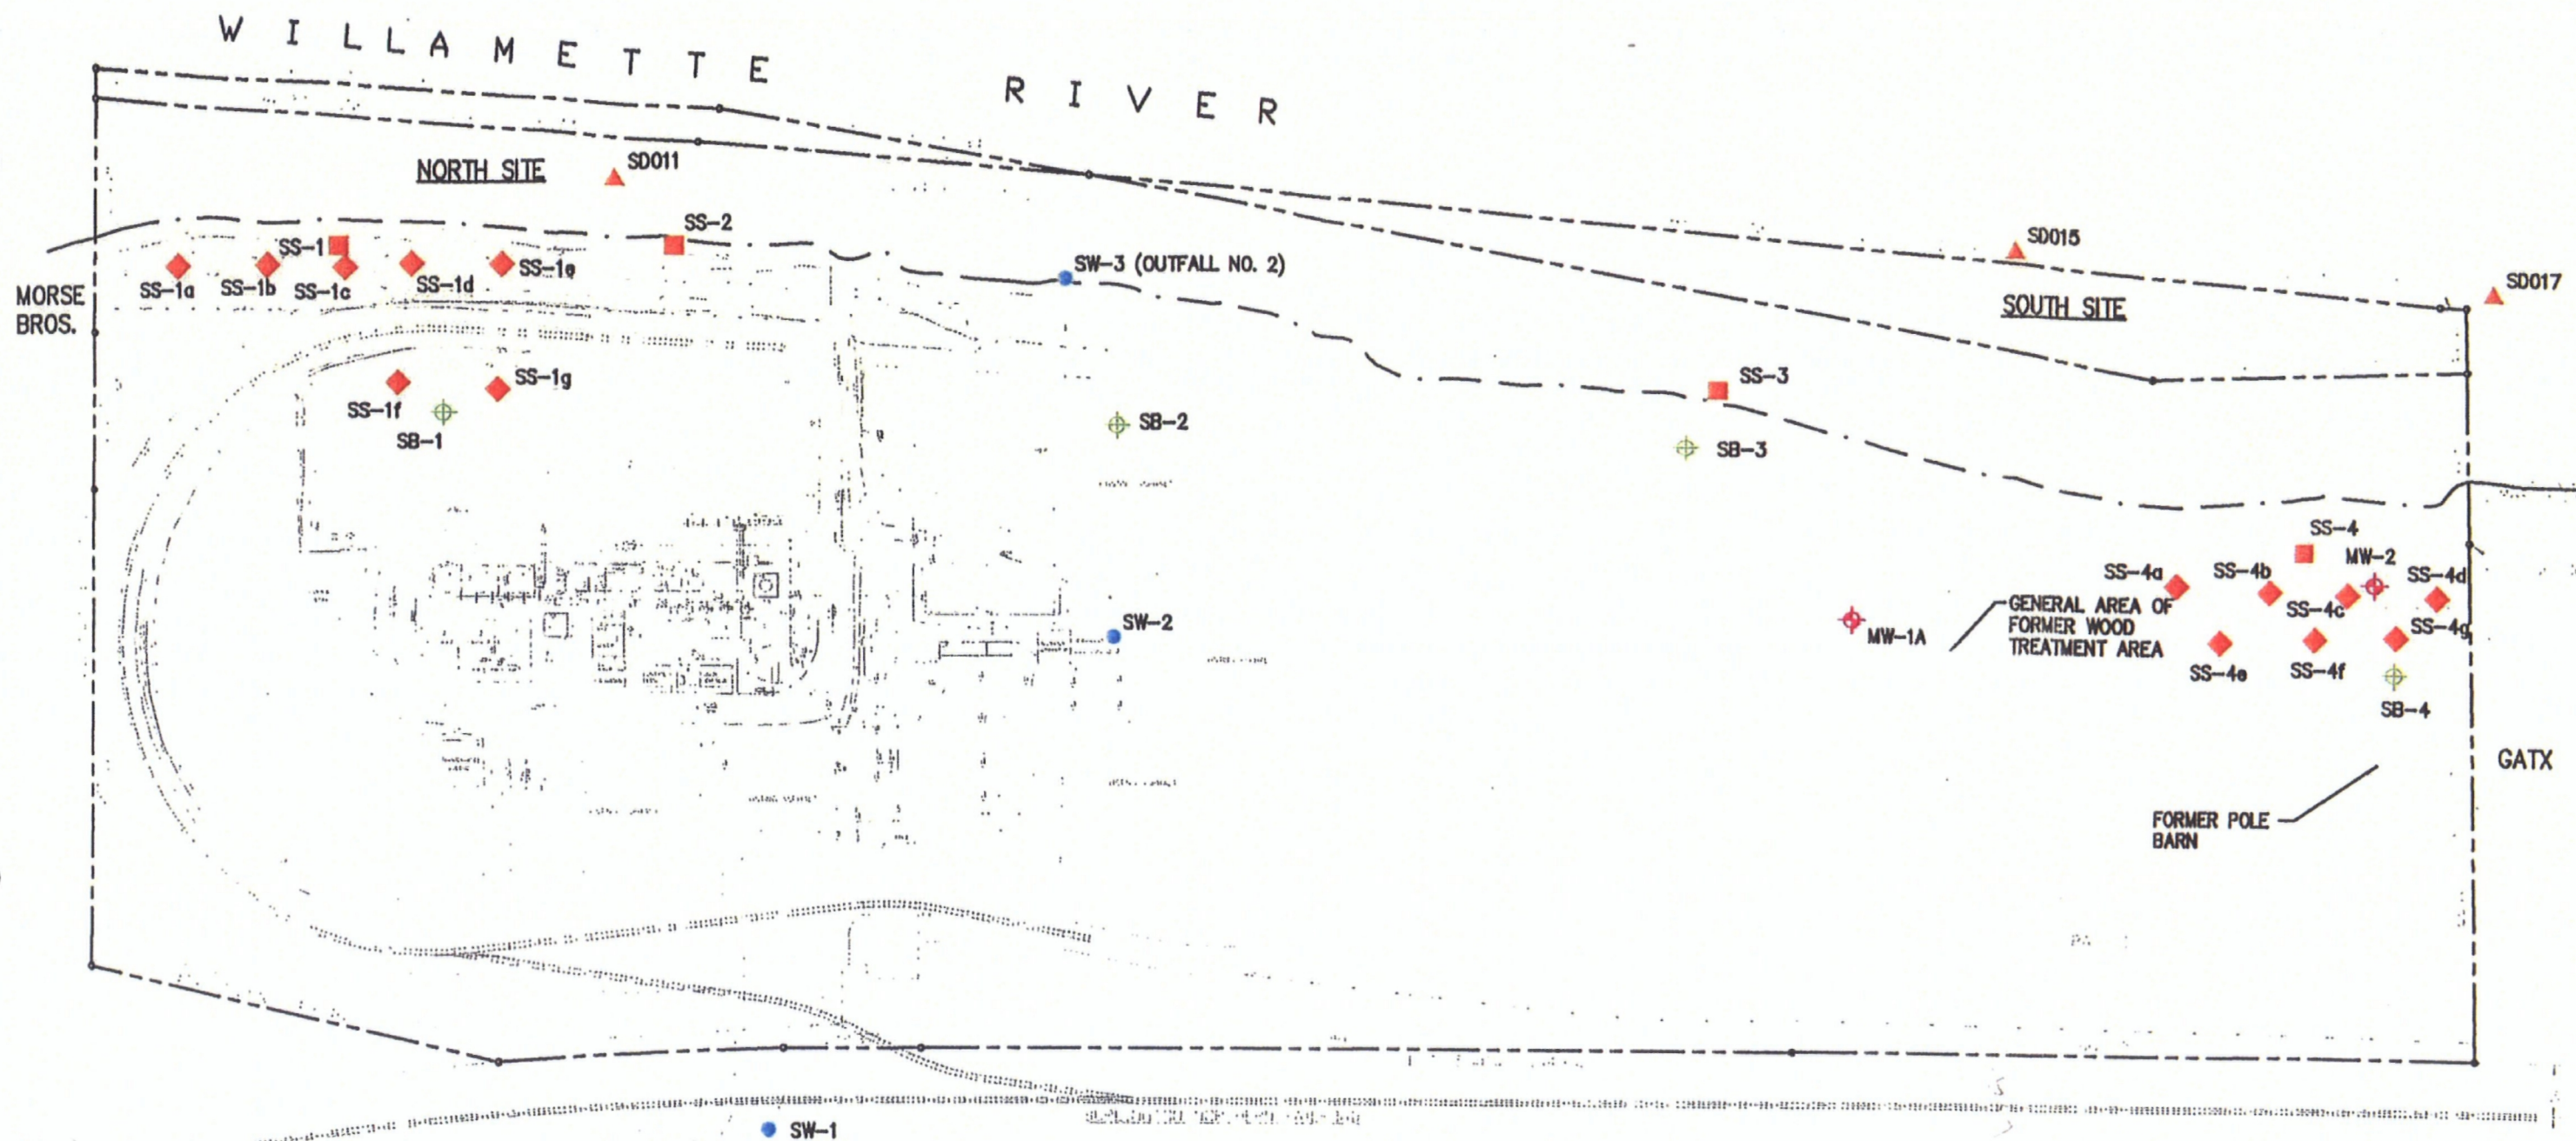 WILLAMETTE RIVER
NORTH SITE
SD011
SS-2
SS-1
SS-1a
SS-1b
SS-1c
SS-1d
SS-1e
MORSE
BROS.
SW-3 (OUTFALL NO. 2)
SD015
SD017
SOUTH SITE
SS-1f
SS-1g
SB-1
SB-2
SS-3
SB-3
SW-2
SS-4
MW-2
SS-4a
SS-4b
SS-4c
SS-4d
SS-4g
MW-1A
GENERAL AREA OF
FORMER WOOD
TREATMENT AREA
SS-4e
SS-4f
SB-4
GATX
FORMER POLE
BARN
SW-1